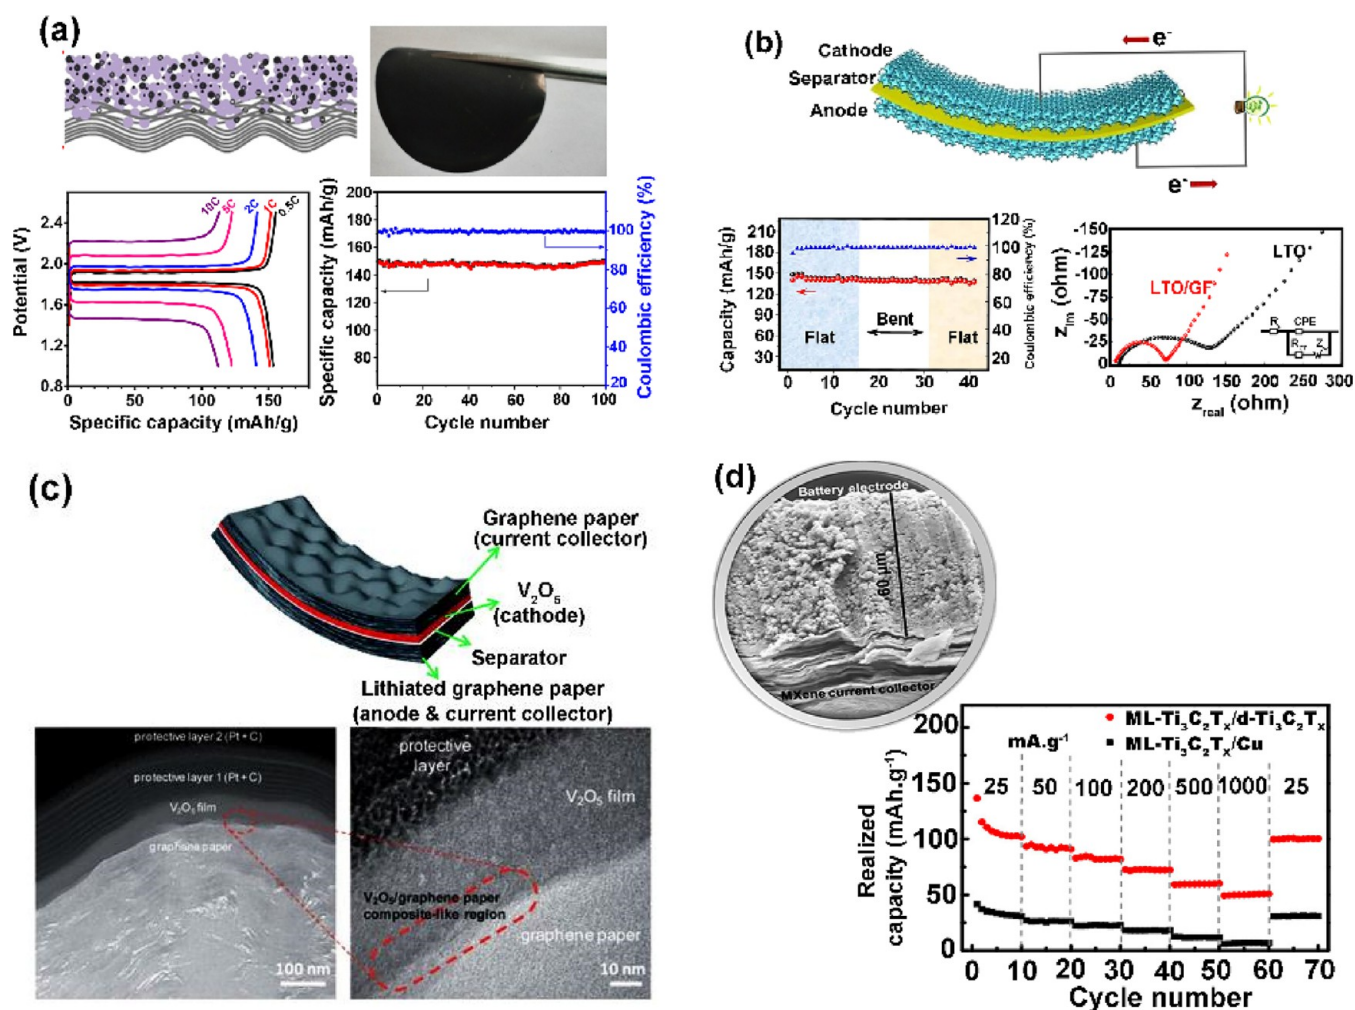 (a)
Potential (V)
2.4
2.0
1.6
1.2
0.8
10C
5C
2C
1C
0.5C
0
50
100
150
Specific capacity (mAh/g)
Specific capacity (mAh/g)
200
180
160
140
120
100
80
0
20
40
60
80
100
Cycle number
100
80
60
40
20
Coulombic efficiency (%)
(b)
e⁻
Cathode
Separator
Anode
e⁻
Capacity (mAh/g)
210
180
150
120
90
60
30
Flat
Bent
Flat
0
10
20
30
40
Cycle number
120
100
80
60
40
20
Coulombic efficiency (%)
Zim (ohm)
-150
-125
-100
-75
-50
-25
0
LTO/GF
LTO
CPE
0
50
100
150
200
250
300
Zreal (ohm)
(c)
Graphene paper
(current collector)
V₂O₅
(cathode)
Separator
Lithiated graphene paper
(anode & current collector)
protective layer 2 (Pt + C)
protective layer 1 (Pt + C)
V₂O₅ film
graphene paper
100 nm
protective
layer
V₂O₅ film
V₂O₅/graphene paper
composite-like region
graphene paper
10 nm
(d)
Battery electrode
60 μm
MXene current collector
Realized
capacity (mAh.g⁻¹)
200
150
100
50
0
ML-Ti₃C₂Tₓ/d-Ti₃C₂Tₓ
ML-Ti₃C₂Tₓ/Cu
mA.g⁻¹
25
50
100
200
500
1000
25
0
10
20
30
40
50
60
70
Cycle number